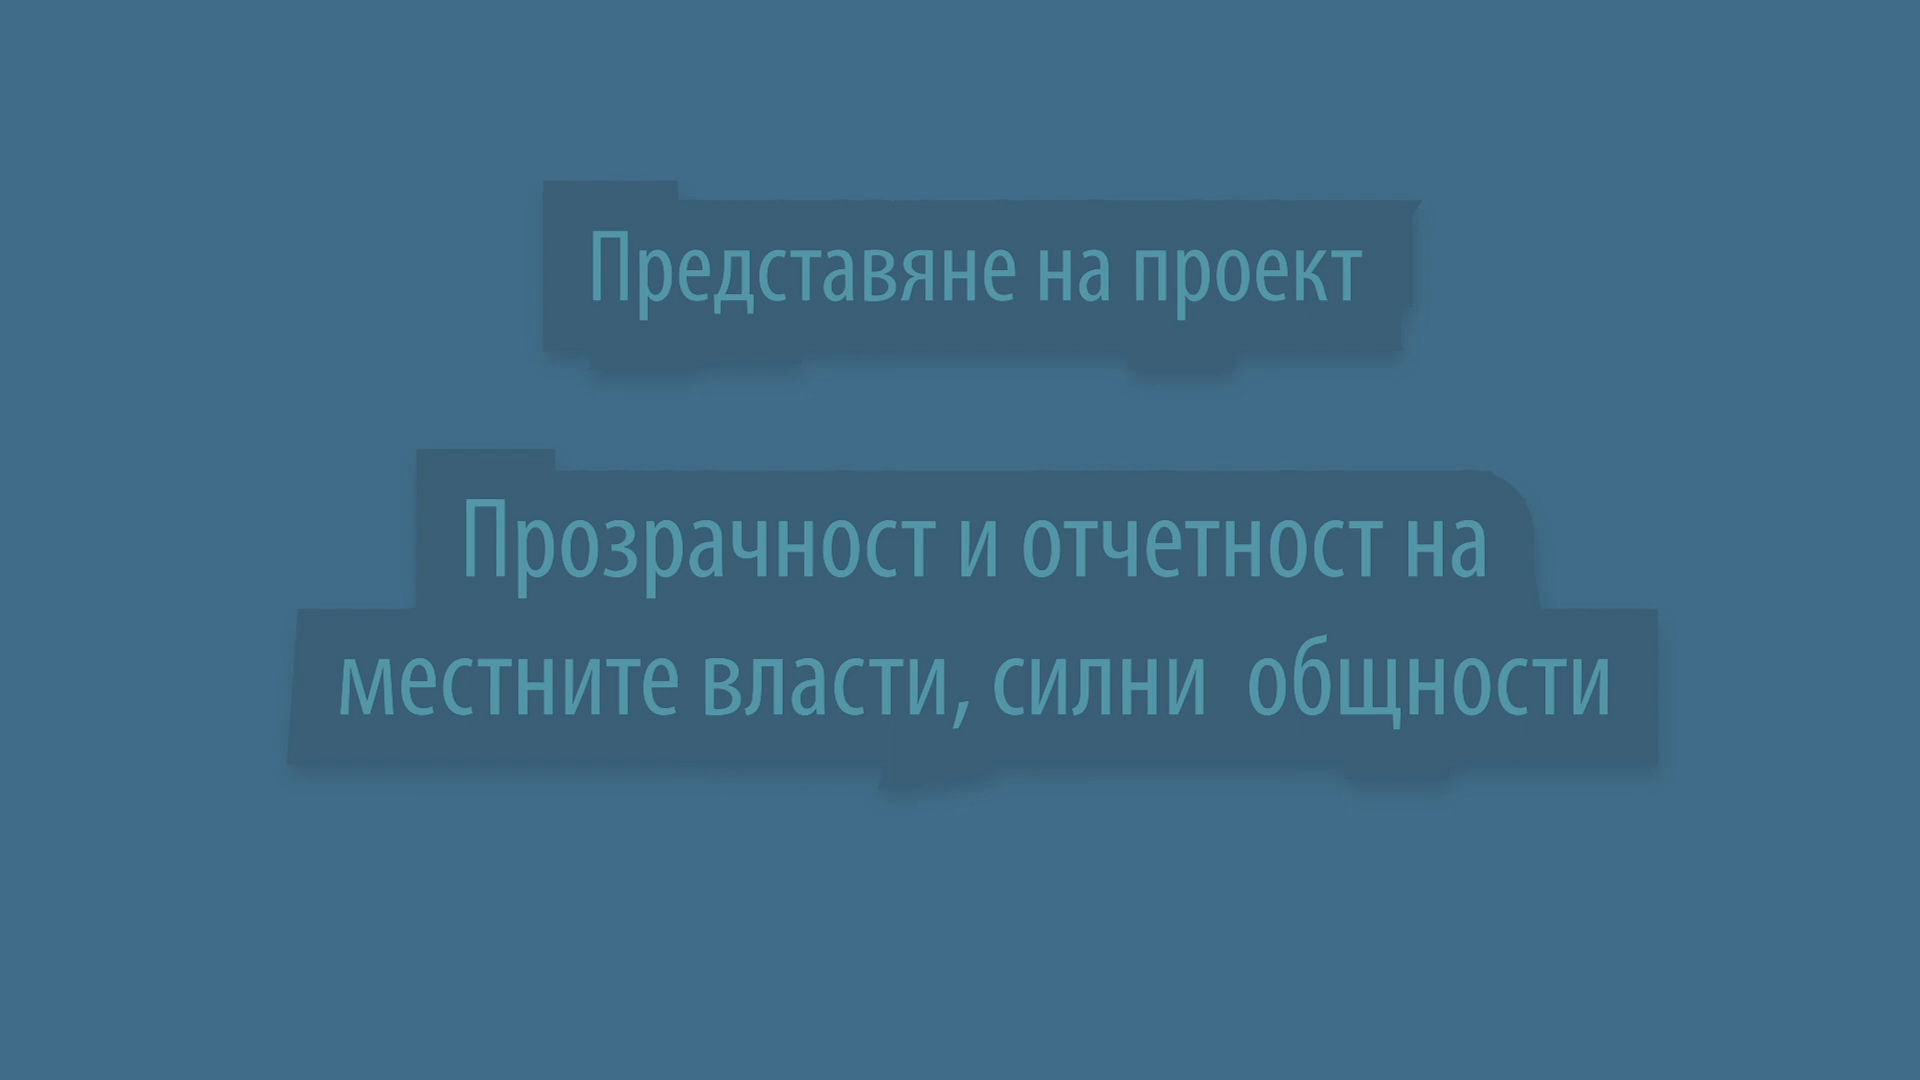 Представяне на проект
Прозрачност и отчетност на
местните власти, силни  общности